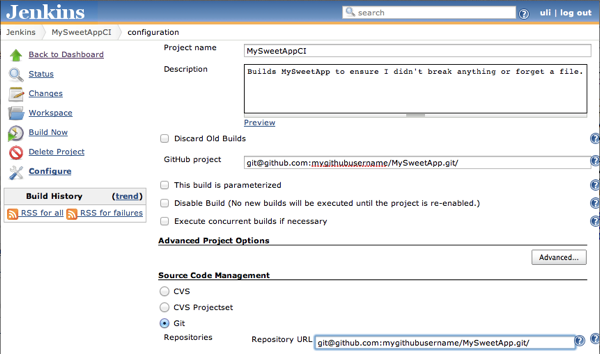 Jenkins
search
uli | log out
Jenkins MySweetAppCI configuration
Back to Dashboard
Status
Changes
Workspace
Build Now
Delete Project
Configure
Build History (trend)
RSS for all RSS for failures
Project name MySweetAppCI
Description Builds MySweetApp to ensure I didn't break anything or forget a file.
Preview
Discard Old Builds
GitHub project git@github.com:mygithubusername/MySweetApp.git/
This build is parameterized
Disable Build (No new builds will be executed until the project is re-enabled.)
Execute concurrent builds if necessary
Advanced Project Options
Advanced...
Source Code Management
CVS
CVS Projectset
Git
Repositories Repository URL git@github.com:mygithubusername/MySweetApp.git/